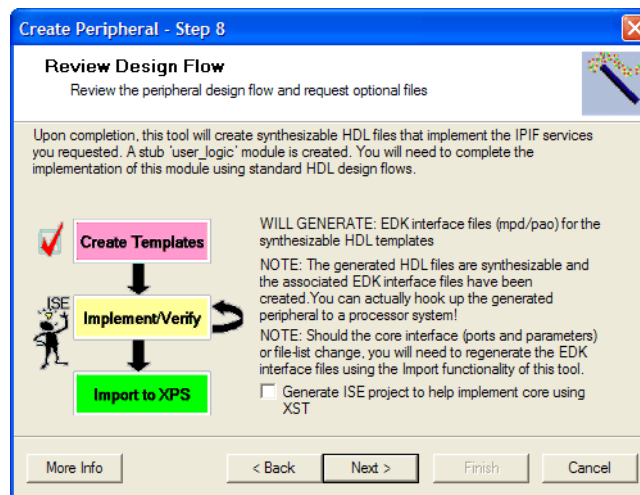 Create Peripheral - Step 8
Review Design Flow
Review the peripheral design flow and request optional files
Upon completion, this tool will create synthesizable HDL files that implement the IPIF services
you requested. A stub 'user_logic' module is created. You will need to complete the
implementation of this module using standard HDL design flows.
Create Templates
ISE
Implement/Verify
Import to XPS
WILL GENERATE: EDK interface files (mpd/pao) for the
synthesizable HDL templates
NOTE: The generated HDL files are synthesizable and
the associated EDK interface files have been
created.You can actually hook up the generated
peripheral to a processor system!
NOTE: Should the core interface (ports and parameters)
or file-list change, you will need to regenerate the EDK
interface files using the Import functionality of this tool.
Generate ISE project to help implement core using
XST
More Info
< Back
Next >
Finish
Cancel